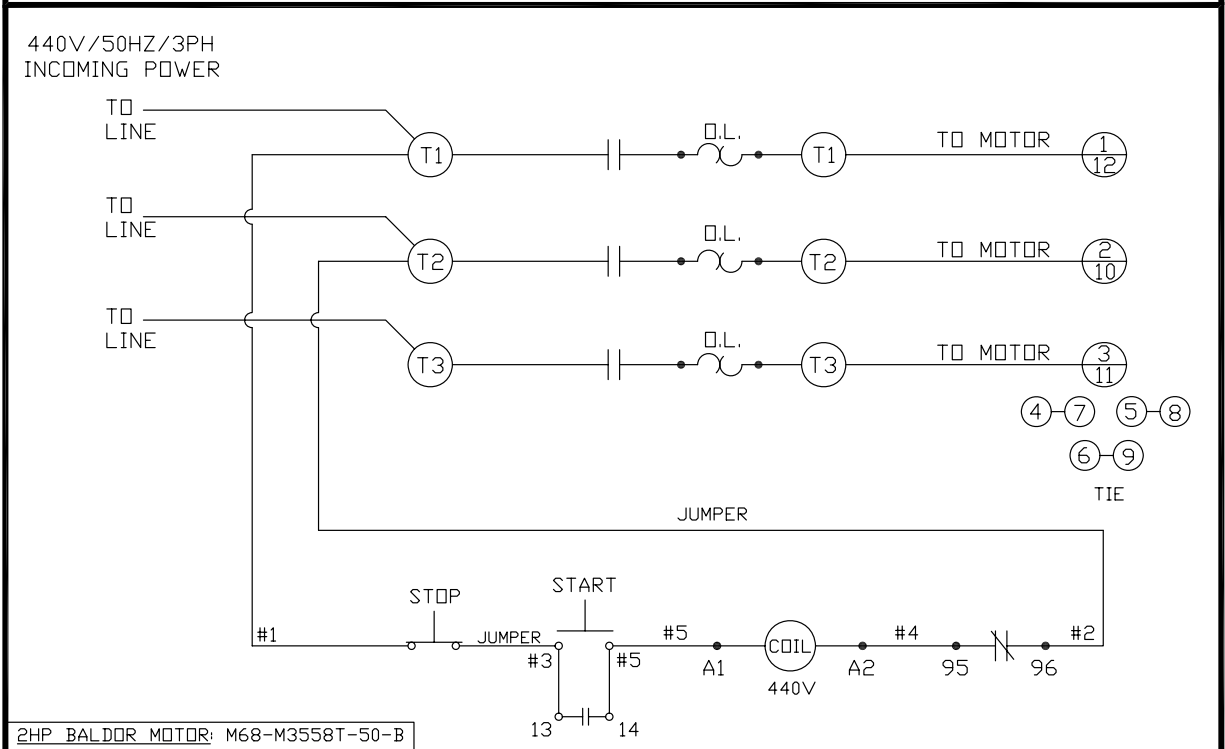 440V/50HZ/3PH
INCOMING POWER
TO
LINE
T1
O.L.
T1
TO MOTOR
1
12
TO
LINE
T2
O.L.
T2
TO MOTOR
2
10
TO
LINE
T3
O.L.
T3
TO MOTOR
3
11
4 7 5 8
6 9
TIE
JUMPER
STOP
START
#1
JUMPER
#3
#5
#5
A1
COIL
440V
A2
#4
95
96
#2
13
14
2HP BALDOR MOTOR: M68-M3558T-50-B